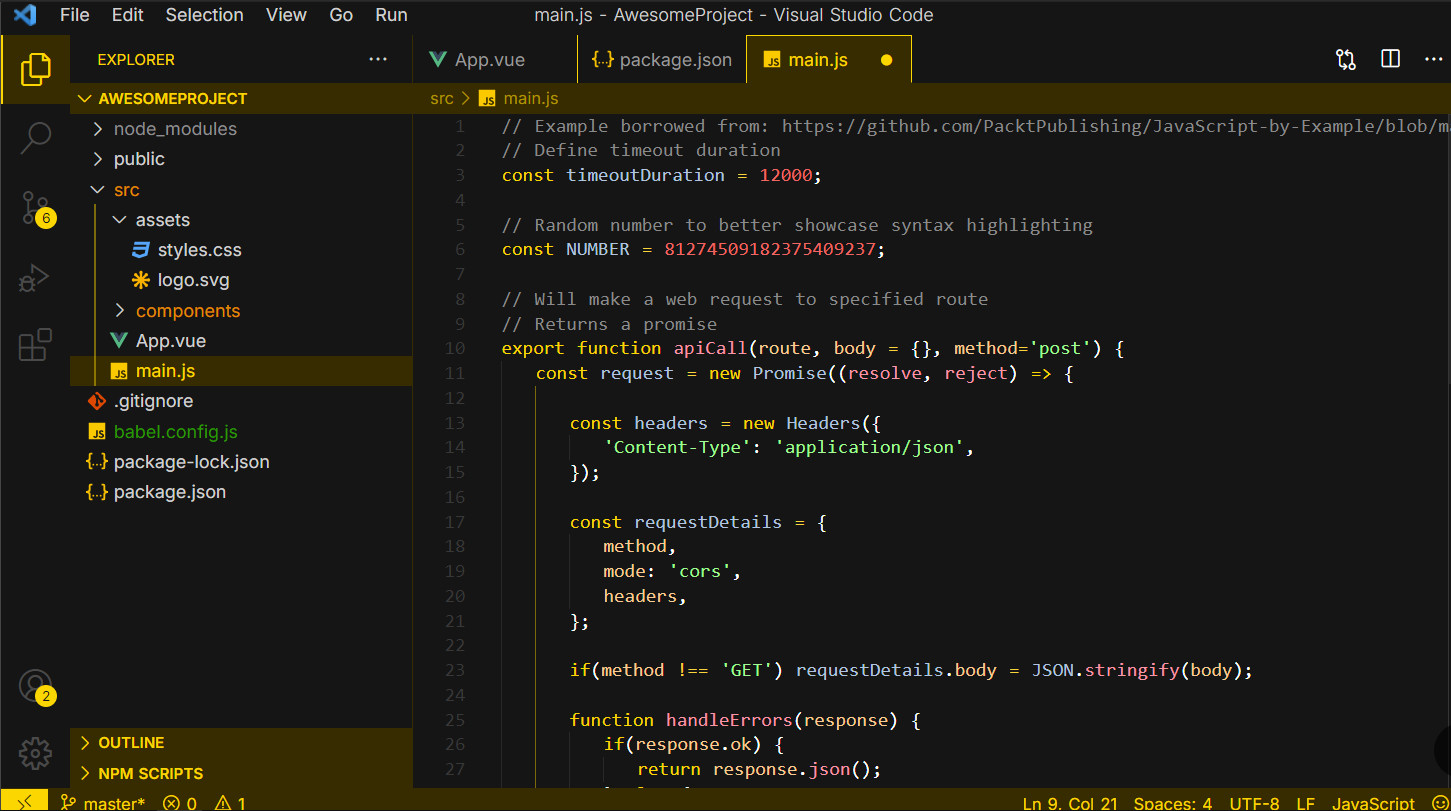 File Edit Selection View Go Run
main.js - AwesomeProject - Visual Studio Code
EXPLORER
AWESOMEPROJECT
node_modules
public
src
assets
styles.css
logo.svg
components
App.vue
JS main.js
.gitignore
JS babel.config.js
{..} package-lock.json
{..} package.json
OUTLINE
NPM SCRIPTS
6
2
App.vue
{..} package.json
JS main.js
src > JS main.js
1 // Example borrowed from: https://github.com/PacktPublishing/JavaScript-by-Example/blob/
2 // Define timeout duration
3 const timeoutDuration = 12000;
4
5 // Random number to better showcase syntax highlighting
6 const NUMBER = 81274509182375409237;
7
8 // Will make a web request to specified route
9 // Returns a promise
10 export function apiCall(route, body = {}, method='post') {
11 const request = new Promise((resolve, reject) => {
12
13 const headers = new Headers({
14 'Content-Type': 'application/json',
15 });
16
17 const requestDetails = {
18 method,
19 mode: 'cors',
20 headers,
21 };
22
23 if(method !== 'GET') requestDetails.body = JSON.stringify(body);
24
25 function handleErrors(response) {
26 if(response.ok) {
27 return response.json();
master* 0 1
Ln 9, Col 21 Spaces: 4 UTF-8 LF JavaScript